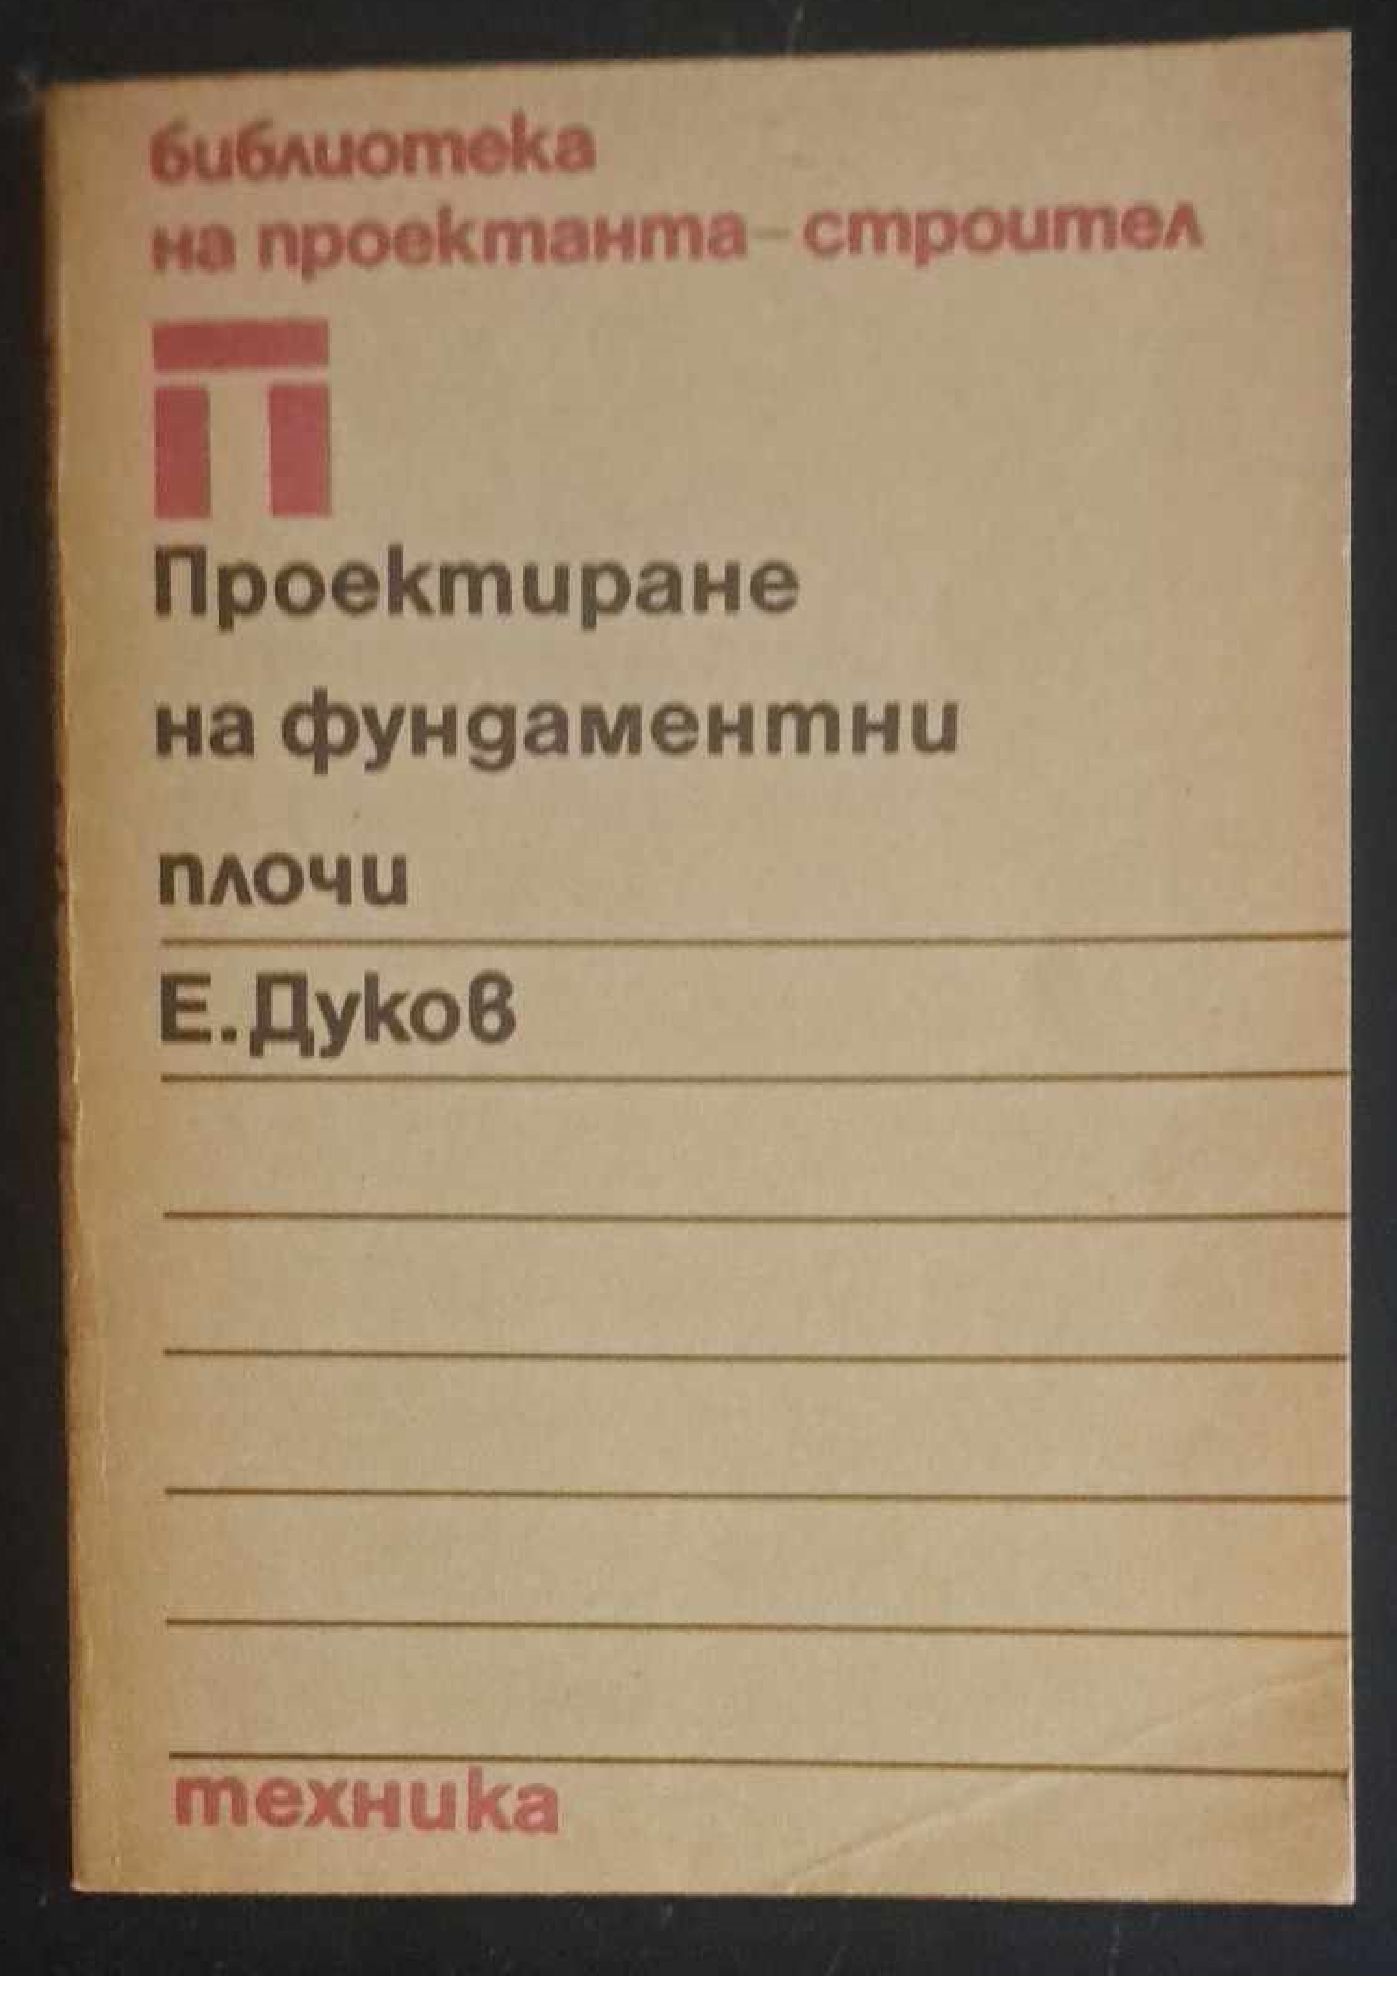 библиотека
на проектанта-строител
П
Проектиране
на фундаментни
плочи
Е. Дуков
техника